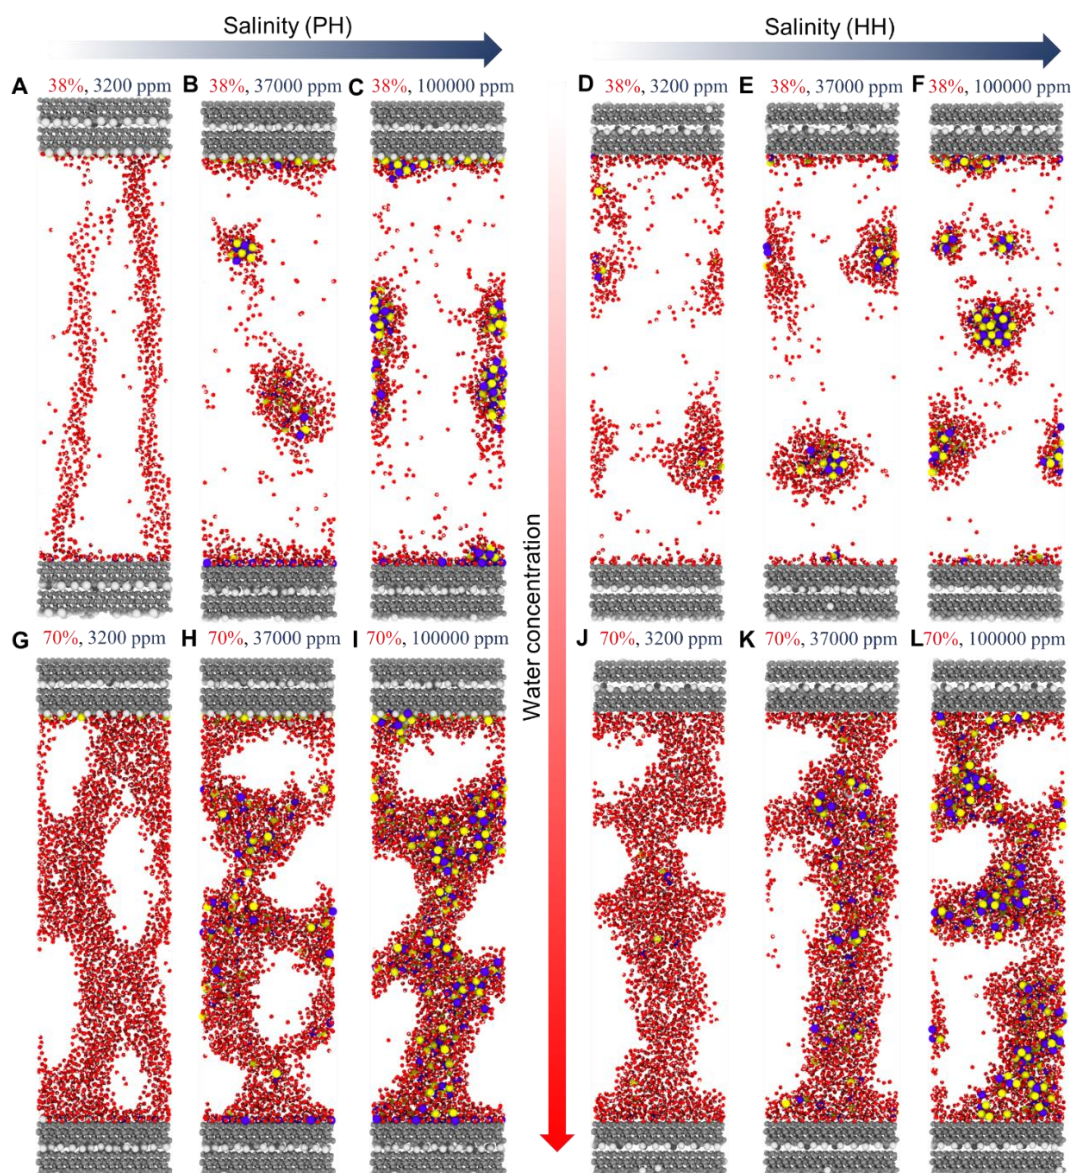 Salinity (PH)
Salinity (HH)
A 38%, 3200 ppm
B 38%, 37000 ppm
C 38%, 100000 ppm
D 38%, 3200 ppm
E 38%, 37000 ppm
F 38%, 100000 ppm
Water concentration
G 70%, 3200 ppm
H 70%, 37000 ppm
I 70%, 100000 ppm
J 70%, 3200 ppm
K 70%, 37000 ppm
L 70%, 100000 ppm